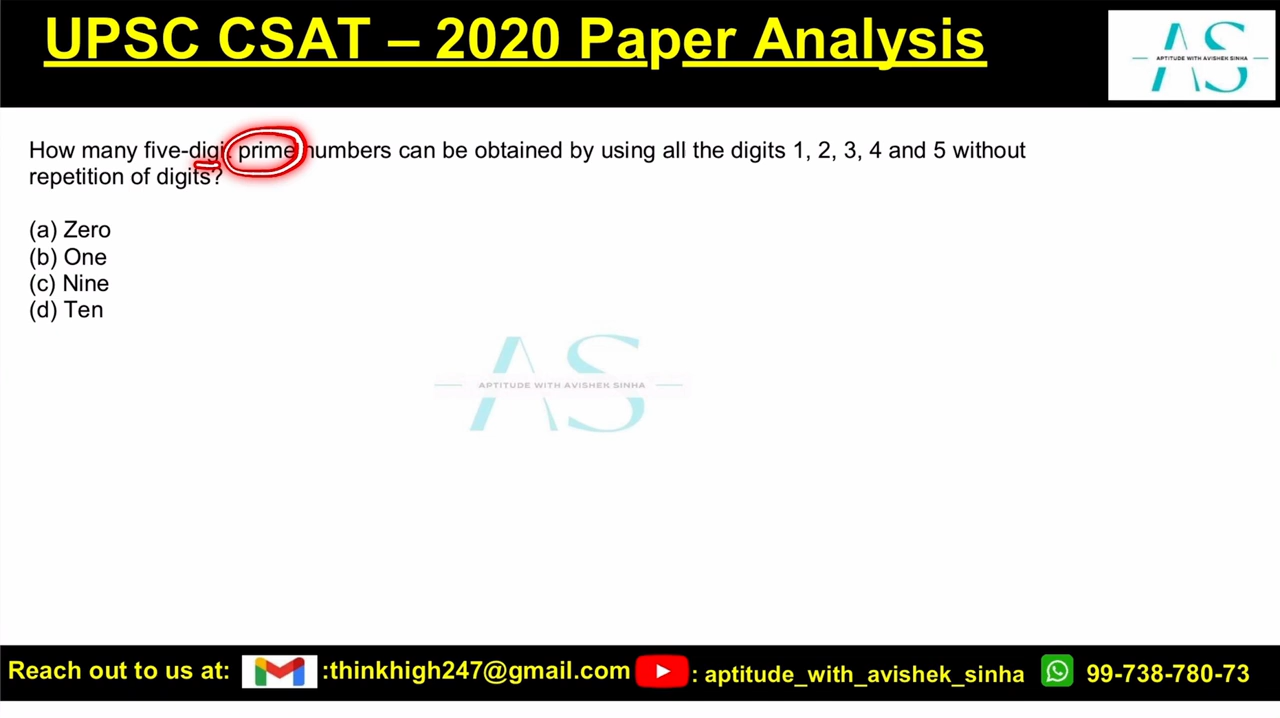 UPSC CSAT – 2020 Paper Analysis
AS
APTITUDE WITH AVISHEK SINHA
How many five-digit prime numbers can be obtained by using all the digits 1, 2, 3, 4 and 5 without
repetition of digits?
(a) Zero
(b) One
(c) Nine
(d) Ten
AS
APTITUDE WITH AVISHEK SINHA
Reach out to us at: :thinkhigh247@gmail.com : aptitude_with_avishek_sinha 99-738-780-73